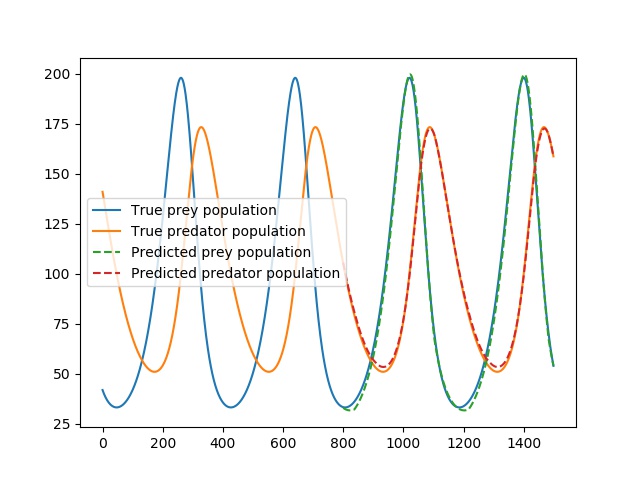 200
175
150
125
100
75
50
25
True prey population
True predator population
Predicted prey population
Predicted predator population
0 200 400 600 800 1000 1200 1400